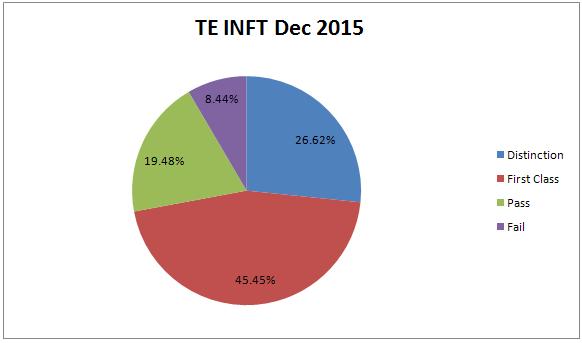 TE INFT Dec 2015
8.44%
26.62%
19.48%
45.45%
Distinction
First Class
Pass
Fail